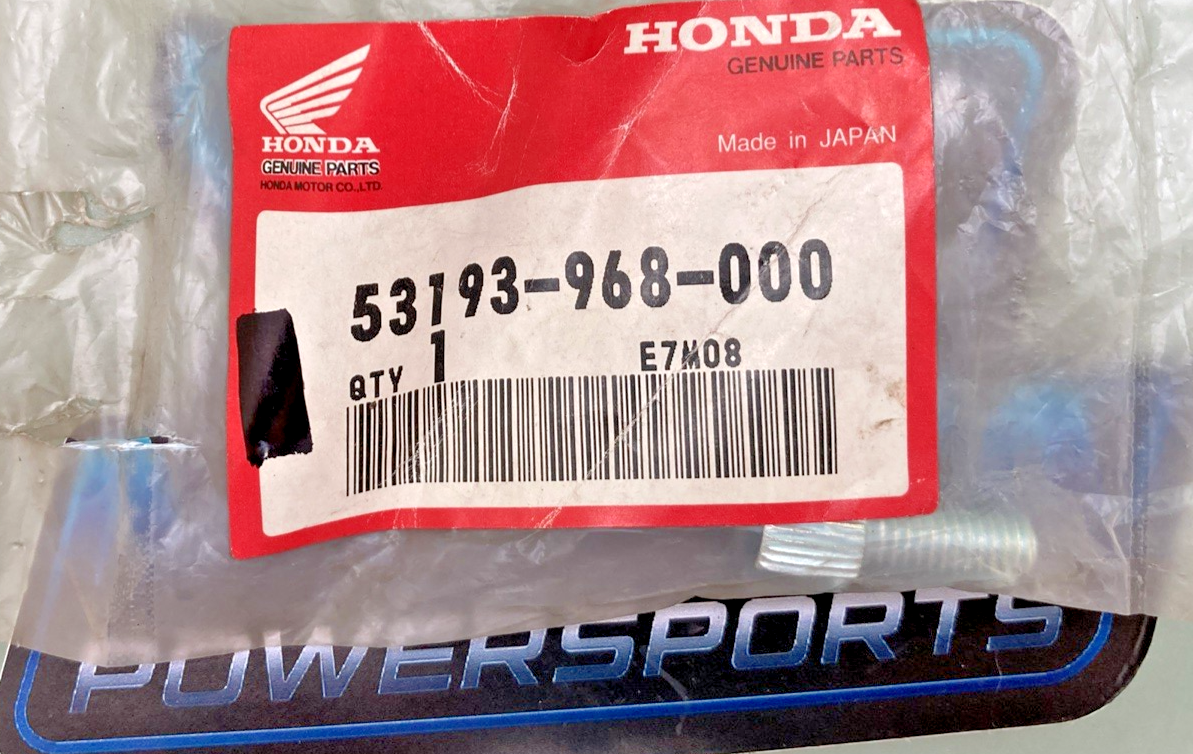 HONDA
GENUINE PARTS
Made in JAPAN
HONDA
GENUINE PARTS
HONDA MOTOR CO.,LTD.
53193-968-000
QTY 1 E7M08
POWERSPORTS